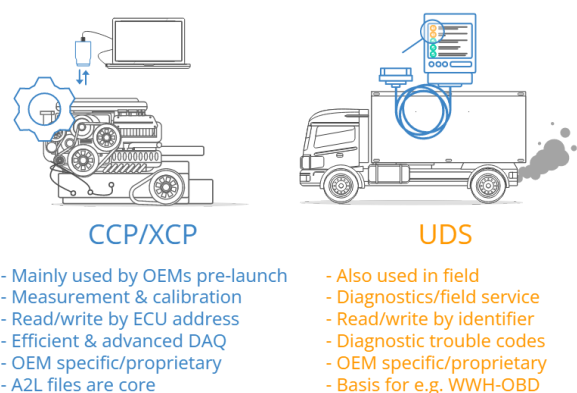 CCP/XCP
- Mainly used by OEMs pre-launch
- Measurement & calibration
- Read/write by ECU address
- Efficient & advanced DAQ
- OEM specific/proprietary
- A2L files are core
UDS
- Also used in field
- Diagnostics/field service
- Read/write by identifier
- Diagnostic trouble codes
- OEM specific/proprietary
- Basis for e.g. WWH-OBD